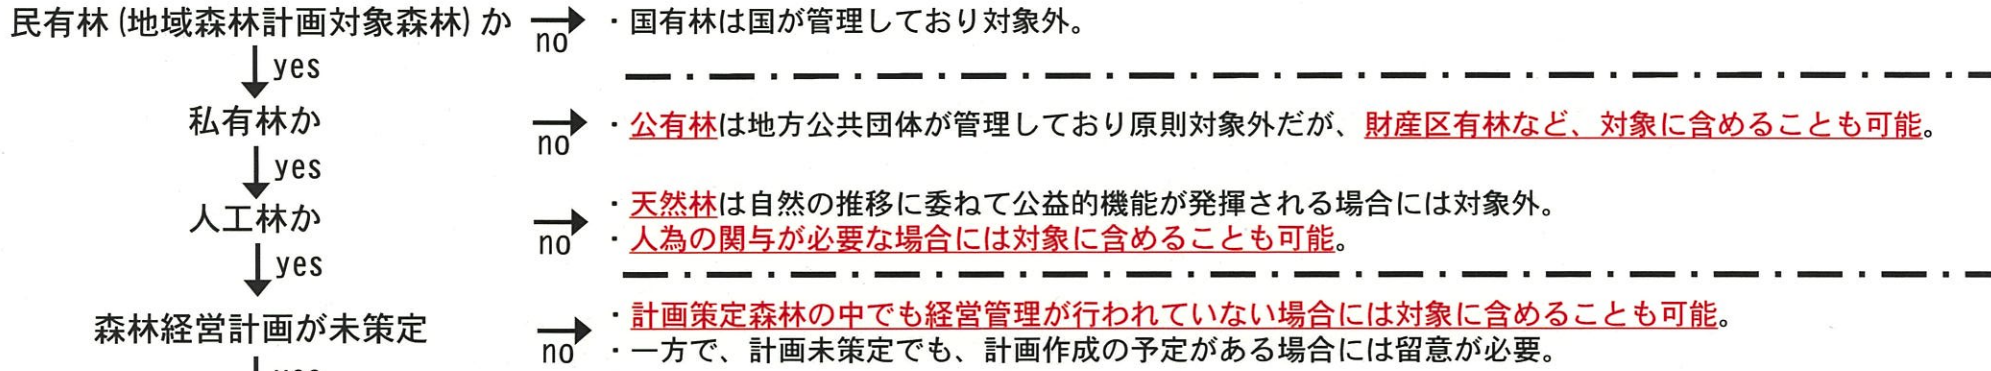 民有林(地域森林計画対象森林)か
no
・国有林は国が管理しており対象外。
yes
私有林か
no
・公有林は地方公共団体が管理しており原則対象外だが、財産区有林など、対象に含めることも可能。
yes
人工林か
no
・天然林は自然の推移に委ねて公益的機能が発揮される場合には対象外。
・人為の関与が必要な場合には対象に含めることも可能。
yes
森林経営計画が未策定
no
・計画策定森林の中でも経営管理が行われていない場合には対象に含めることも可能。
・一方で、計画未策定でも、計画作成の予定がある場合には留意が必要。